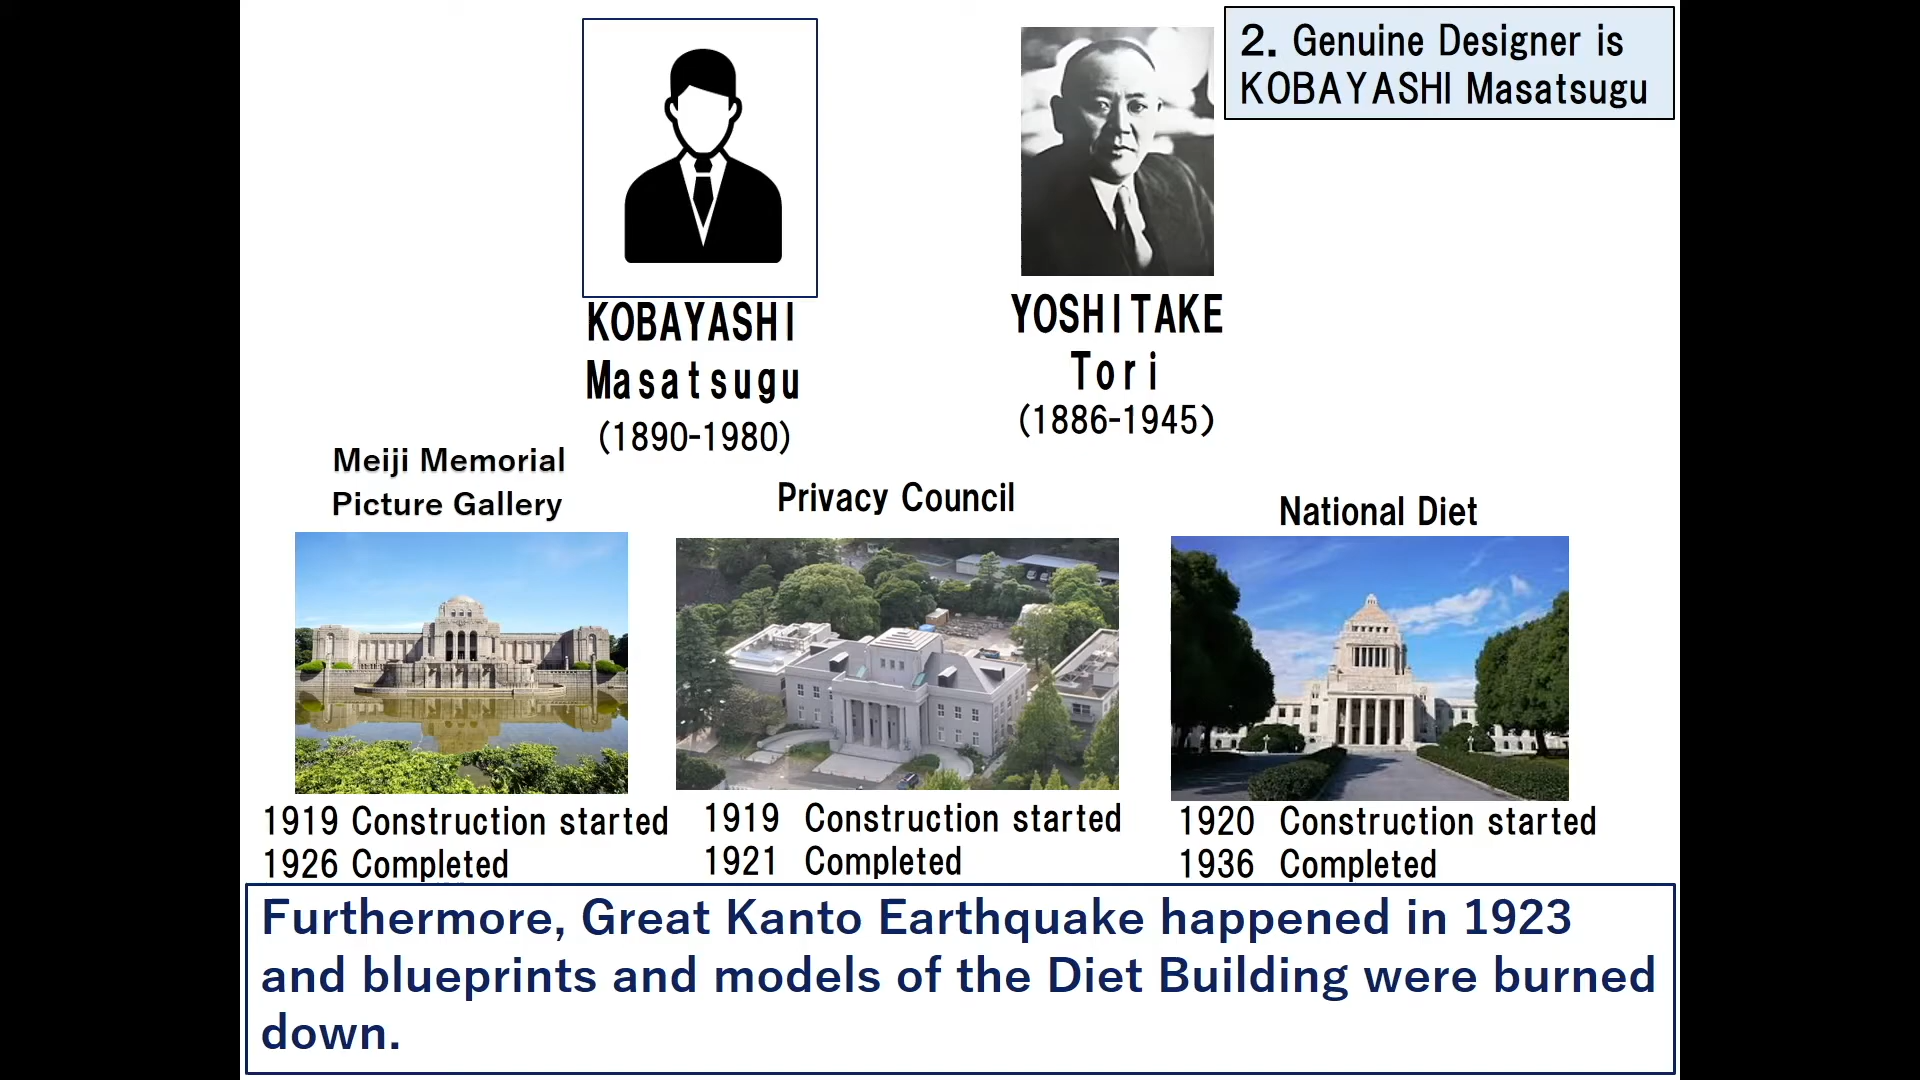 2. Genuine Designer is
KOBAYASHI Masatsugu
KOBAYASHI
Masatsugu
(1890-1980)
YOSHITAKE
Tori
(1886-1945)
Meiji Memorial
Picture Gallery
1919 Construction started
1926 Completed
Privacy Council
1919 Construction started
1921 Completed
National Diet
1920 Construction started
1936 Completed
Furthermore, Great Kanto Earthquake happened in 1923
and blueprints and models of the Diet Building were burned
down.